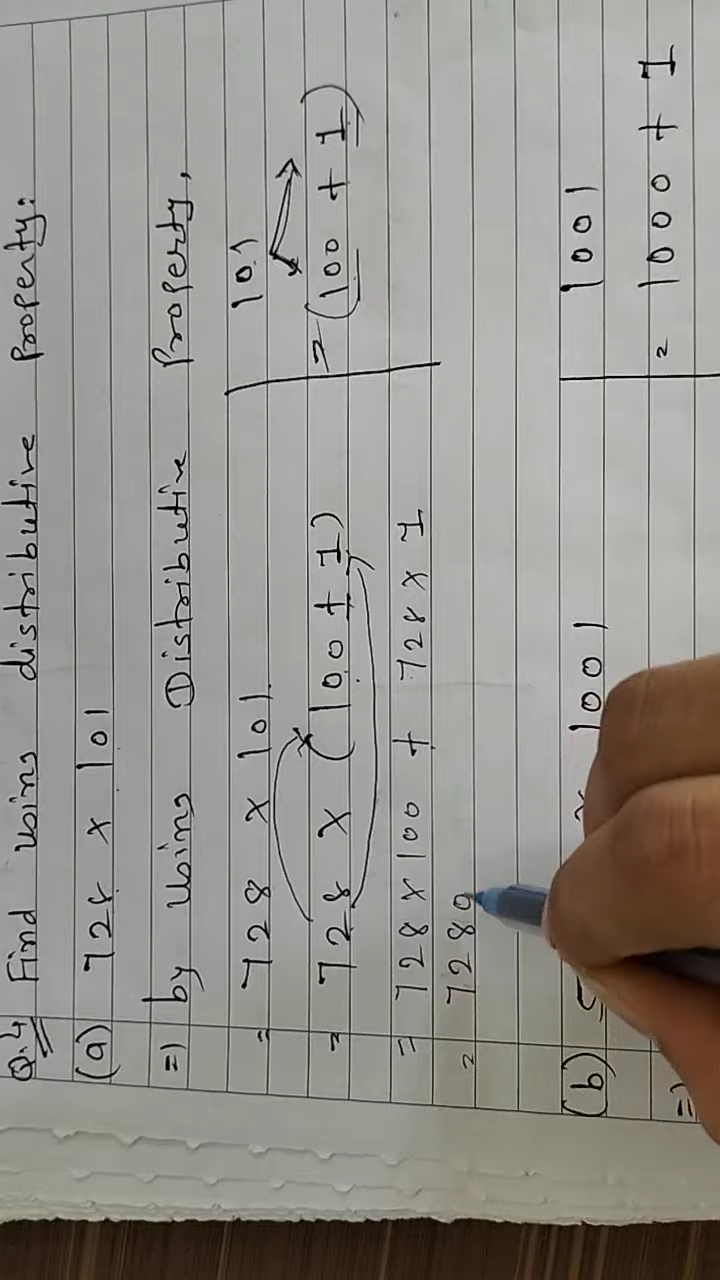 Q.4 Find using distributive property:
(a) 728 × 101
=) by using Distributive Property,
= 728 × 101 | 101
= 728 × (100 + 1) | = (100 + 1)
= 728 × 100 + 728 × 1
= 7280
(b) 1001 | 1001
=) = 1000 + 1